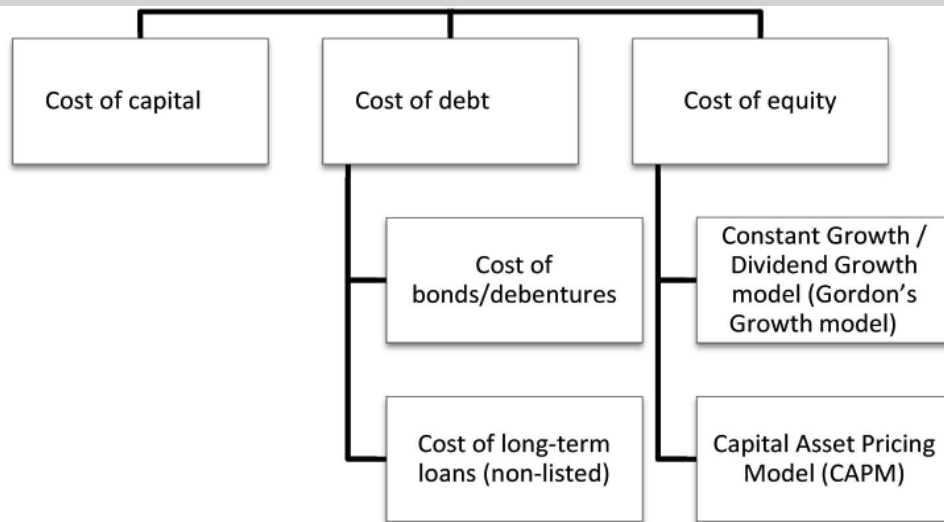 Cost of capital
Cost of debt
Cost of equity
Cost of
bonds/debentures
Constant Growth /
Dividend Growth
model (Gordon’s
Growth model)
Cost of long-term
loans (non-listed)
Capital Asset Pricing
Model (CAPM)